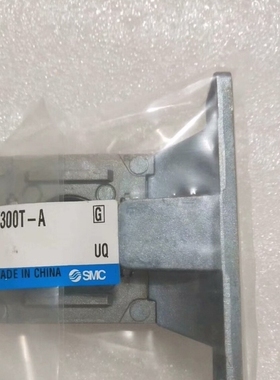 300T-A G
UQ
ADE IN CHINA SMC